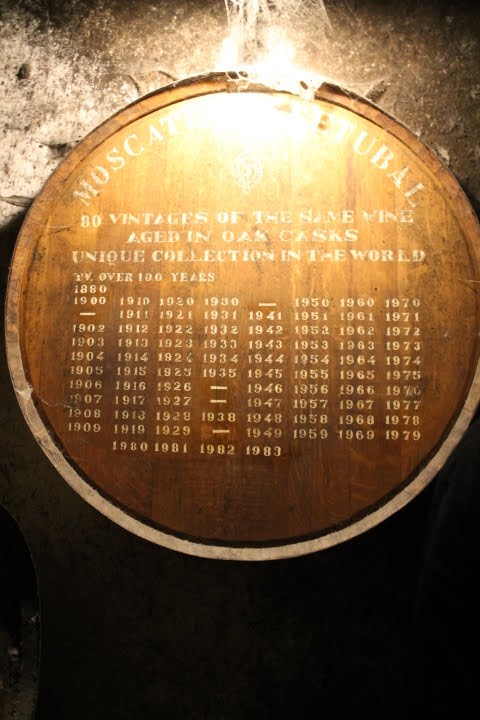 MOSCATEL SETUBAL
80 VINTAGES OF THE SAME WINE
AGED IN OAK CASKS
UNIQUE COLLECTION IN THE WORLD
OVER 100 YEARS
1880
1900 1910 1920 1930 — 1950 1960 1970
— 1911 1921 1931 1941 1951 1961 1971
1902 1912 1922 1932 1942 1952 1962 1972
1903 1913 1923 1933 1943 1953 1963 1973
1904 1914 1924 1934 1944 1954 1964 1974
1905 1915 1925 1935 1945 1955 1965 1975
1906 1916 1926 — 1946 1956 1966 1976
1907 1917 1927 — 1947 1957 1967 1977
1908 1918 1928 1938 1948 1958 1968 1978
1909 1919 1929 — 1949 1959 1969 1979
1980 1981 1982 1983